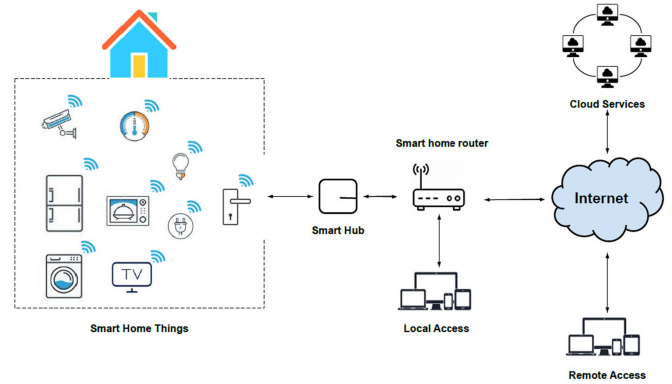 Cloud Services
Smart home router
Internet
Smart Hub
TV
Smart Home Things
Local Access
Remote Access